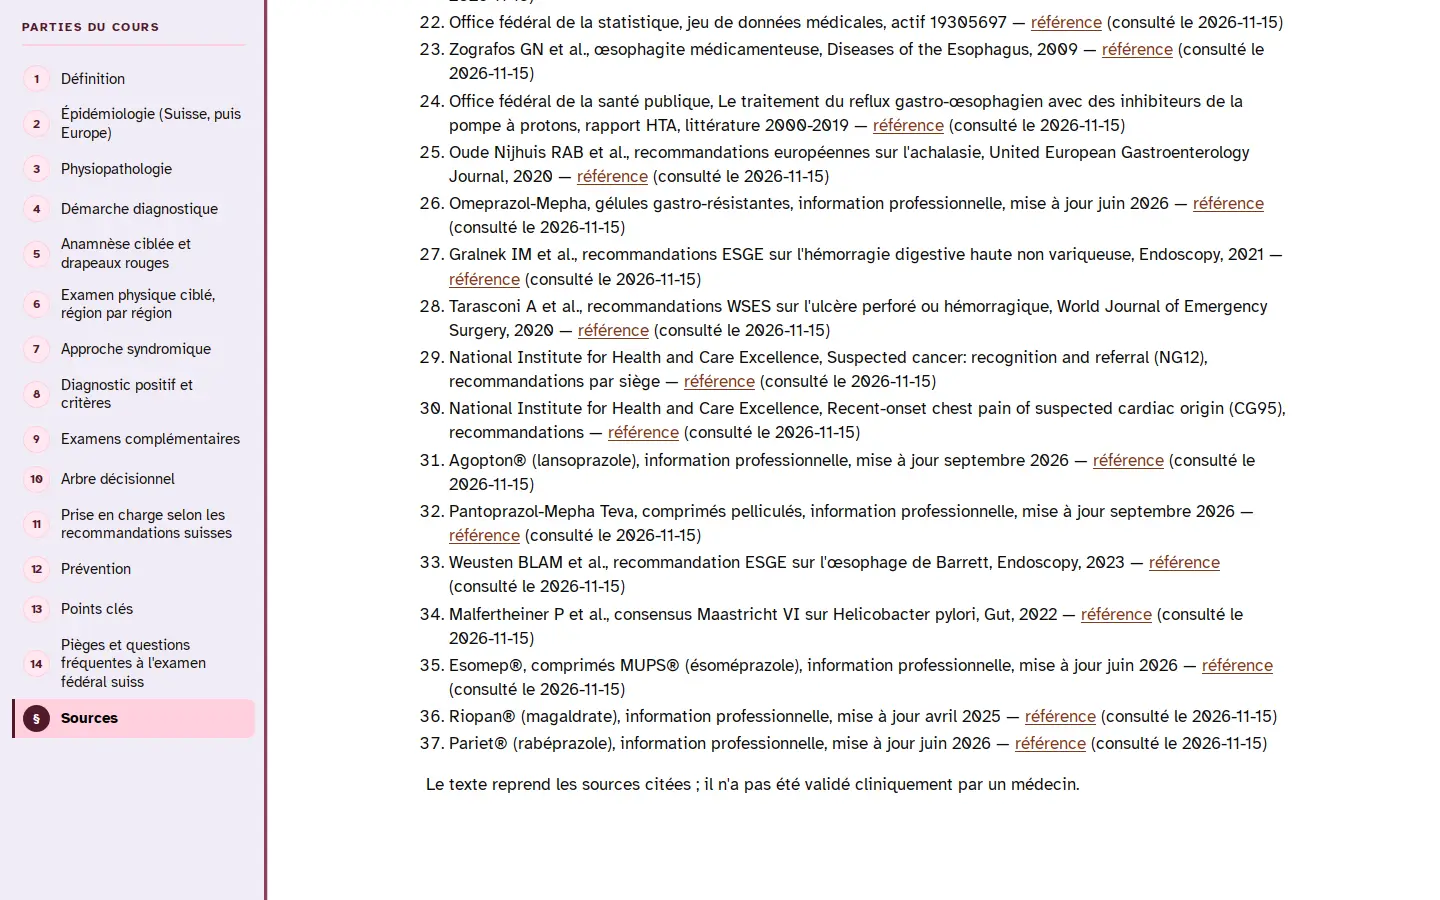 PARTIES DU COURS
1 Définition
2 Épidémiologie (Suisse, puis
Europe)
3 Physiopathologie
4 Démarche diagnostique
5 Anamnèse ciblée et
drapeaux rouges
6 Examen physique ciblé,
région par région
7 Approche syndromique
8 Diagnostic positif et
critères
9 Examens complémentaires
10 Arbre décisionnel
11 Prise en charge selon les
recommandations suisses
12 Prévention
13 Points clés
14 Pièges et questions
fréquentes à l'examen
fédéral suiss
§ Sources
22. Office fédéral de la statistique, jeu de données médicales, actif 19305697 — référence (consulté le 2026-11-15)
23. Zografos GN et al., œsophagite médicamenteuse, Diseases of the Esophagus, 2009 — référence (consulté le
2026-11-15)
24. Office fédéral de la santé publique, Le traitement du reflux gastro-œsophagien avec des inhibiteurs de la
pompe à protons, rapport HTA, littérature 2000-2019 — référence (consulté le 2026-11-15)
25. Oude Nijhuis RAB et al., recommandations européennes sur l'achalasie, United European Gastroenterology
Journal, 2020 — référence (consulté le 2026-11-15)
26. Omeprazol-Mepha, gélules gastro-résistantes, information professionnelle, mise à jour juin 2026 — référence
(consulté le 2026-11-15)
27. Gralnek IM et al., recommandations ESGE sur l'hémorragie digestive haute non variqueuse, Endoscopy, 2021 —
référence (consulté le 2026-11-15)
28. Tarasconi A et al., recommandations WSES sur l'ulcère perforé ou hémorragique, World Journal of Emergency
Surgery, 2020 — référence (consulté le 2026-11-15)
29. National Institute for Health and Care Excellence, Suspected cancer: recognition and referral (NG12),
recommandations par siège — référence (consulté le 2026-11-15)
30. National Institute for Health and Care Excellence, Recent-onset chest pain of suspected cardiac origin (CG95),
recommandations — référence (consulté le 2026-11-15)
31. Agopton® (lansoprazole), information professionnelle, mise à jour septembre 2026 — référence (consulté le
2026-11-15)
32. Pantoprazol-Mepha Teva, comprimés pelliculés, information professionnelle, mise à jour septembre 2026 —
référence (consulté le 2026-11-15)
33. Weusten BLAM et al., recommandation ESGE sur l'œsophage de Barrett, Endoscopy, 2023 — référence
(consulté le 2026-11-15)
34. Malfertheiner P et al., consensus Maastricht VI sur Helicobacter pylori, Gut, 2022 — référence (consulté le
2026-11-15)
35. Esomep®, comprimés MUPS® (ésoméprazole), information professionnelle, mise à jour juin 2026 — référence
(consulté le 2026-11-15)
36. Riopan® (magaldrate), information professionnelle, mise à jour avril 2025 — référence (consulté le 2026-11-15)
37. Pariet® (rabéprazole), information professionnelle, mise à jour juin 2026 — référence (consulté le 2026-11-15)
Le texte reprend les sources citées ; il n'a pas été validé cliniquement par un médecin.